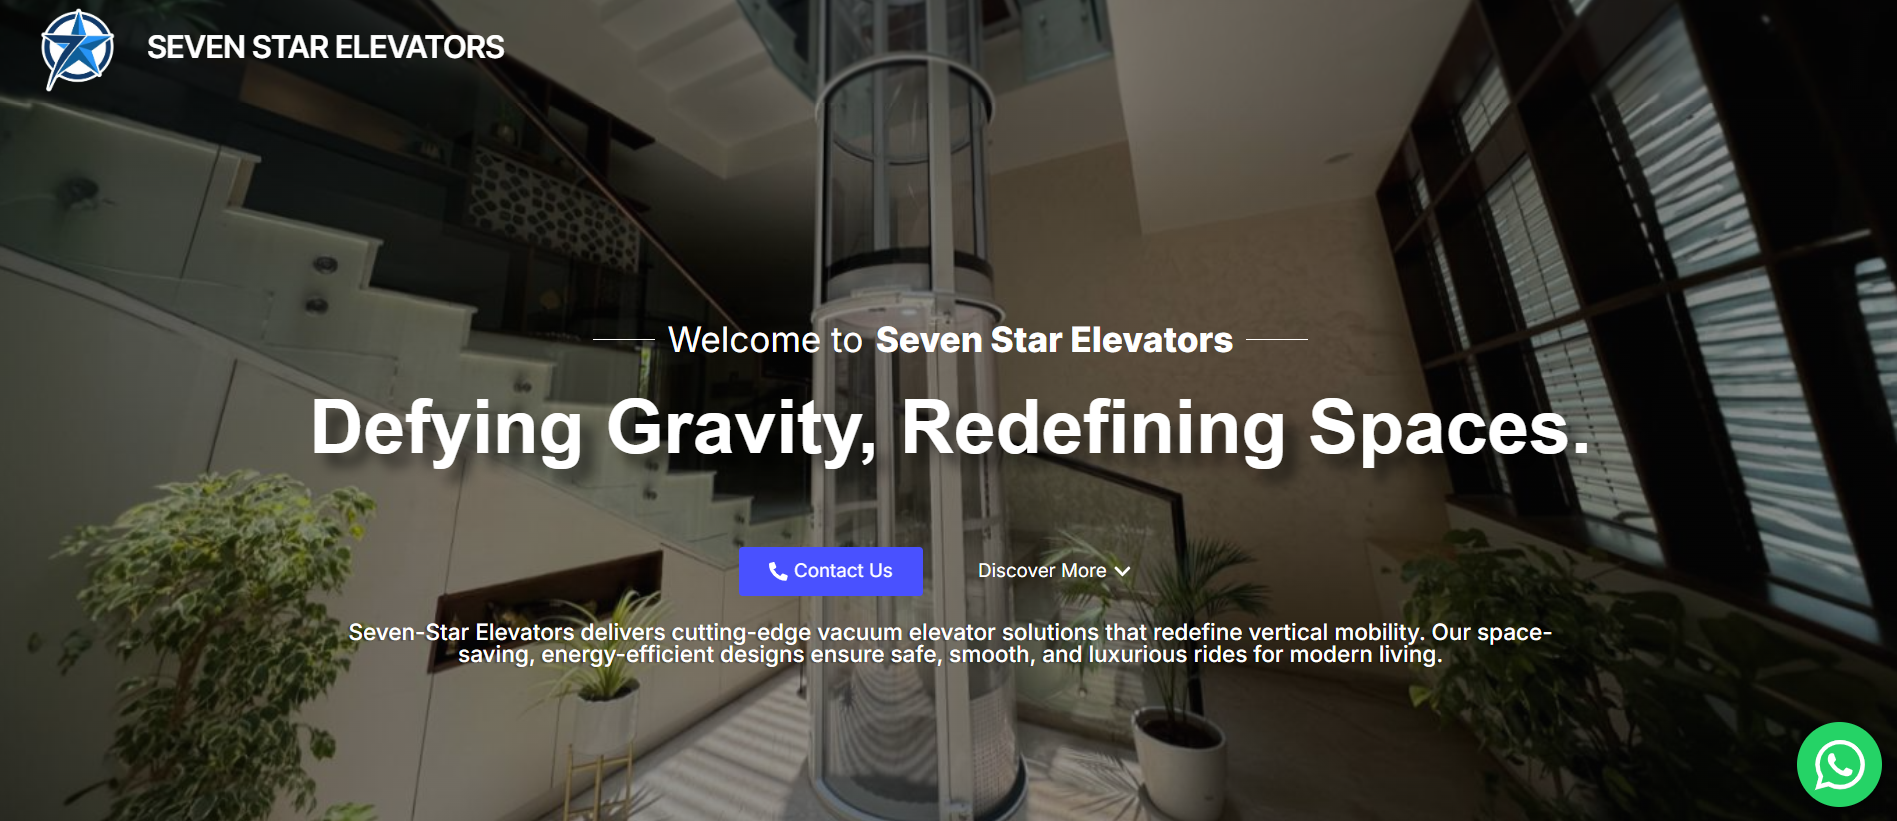 SEVEN STAR ELEVATORS
Welcome to Seven Star Elevators
Defying Gravity, Redefining Spaces.
Contact Us
Discover More
Seven-Star Elevators delivers cutting-edge vacuum elevator solutions that redefine vertical mobility. Our space-
saving, energy-efficient designs ensure safe, smooth, and luxurious rides for modern living.